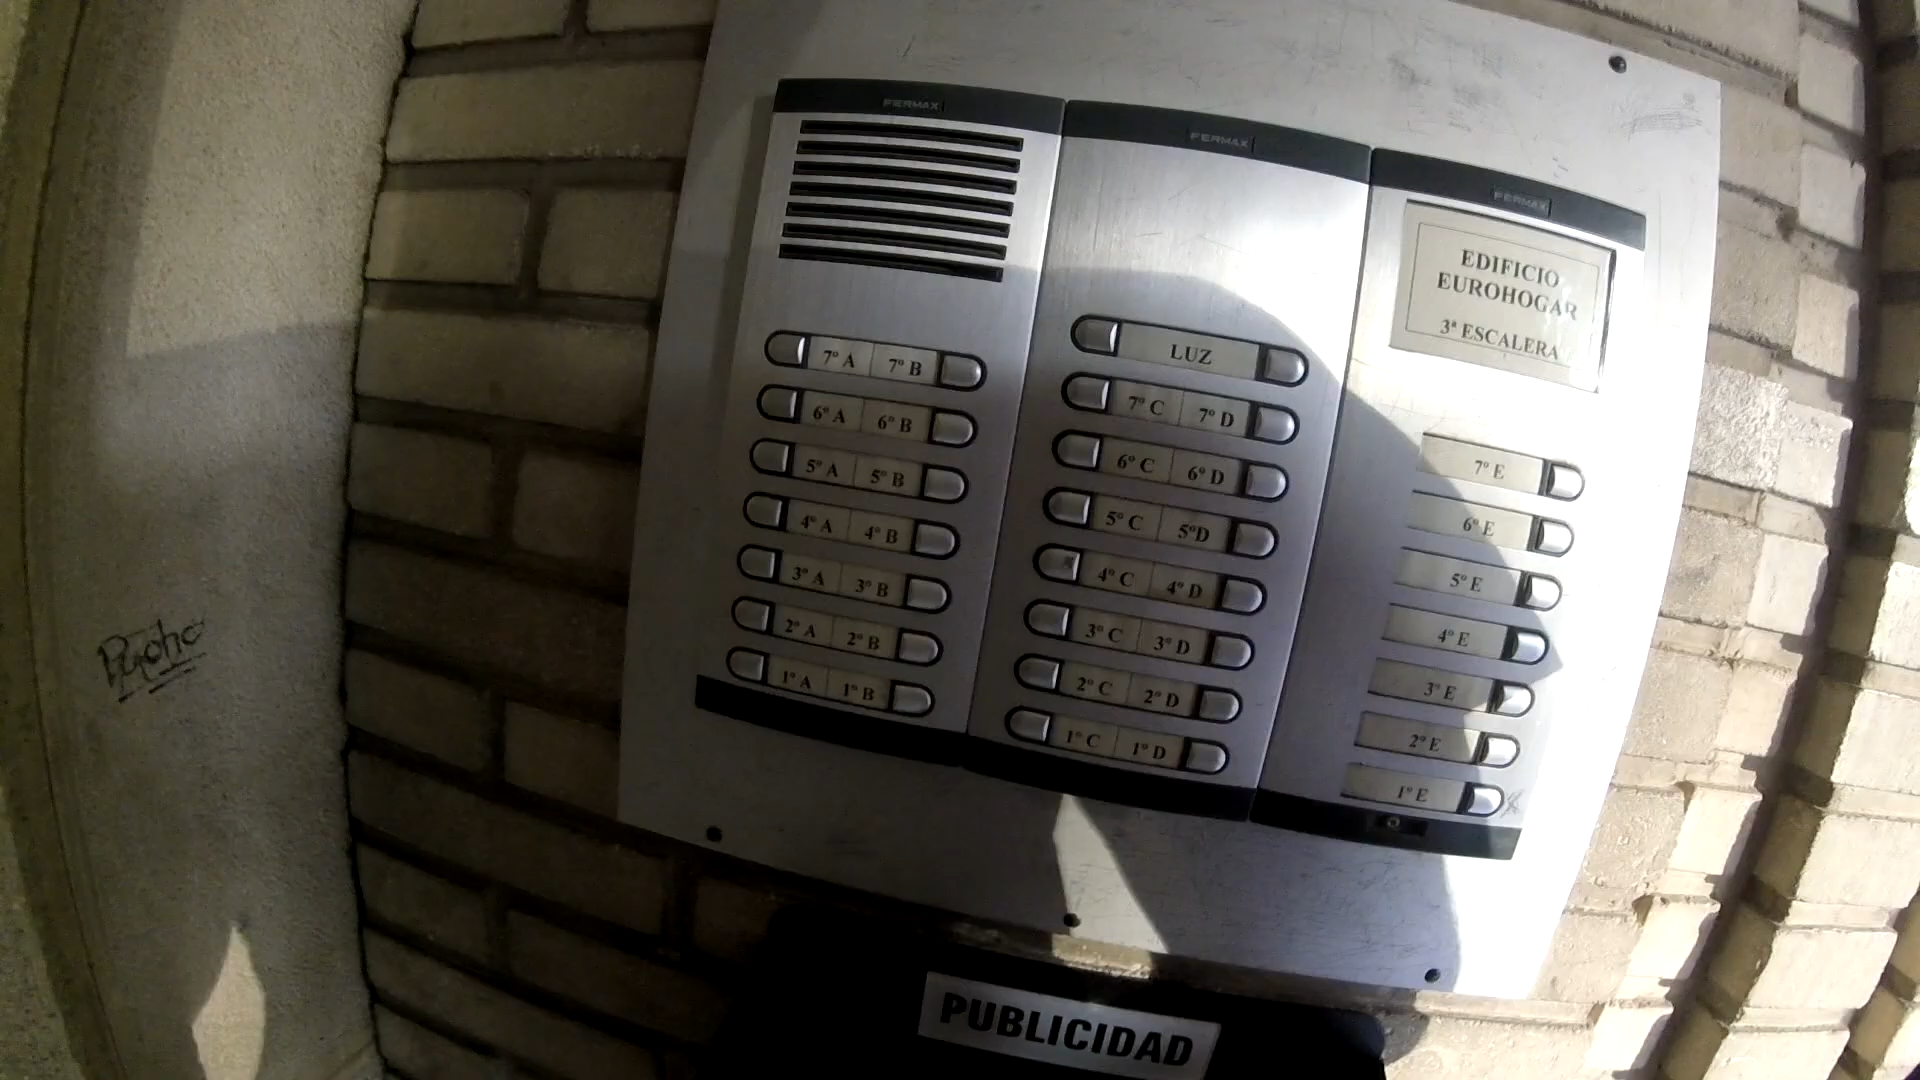 FERMAX
FERMAX
FERMAX
EDIFICIO
EUROHOGAR
3ª ESCALERA
7º A 7º B
6º A 6º B
5º A 5º B
4º A 4º B
3º A 3º B
2º A 2º B
1º A 1º B
LUZ
7º C 7º D
6º C 6º D
5º C 5ºD
4º C 4º D
3º C 3º D
2º C 2º D
1º C 1º D
7º E
6º E
5º E
4º E
3º E
2º E
1º E
PUBLICIDAD